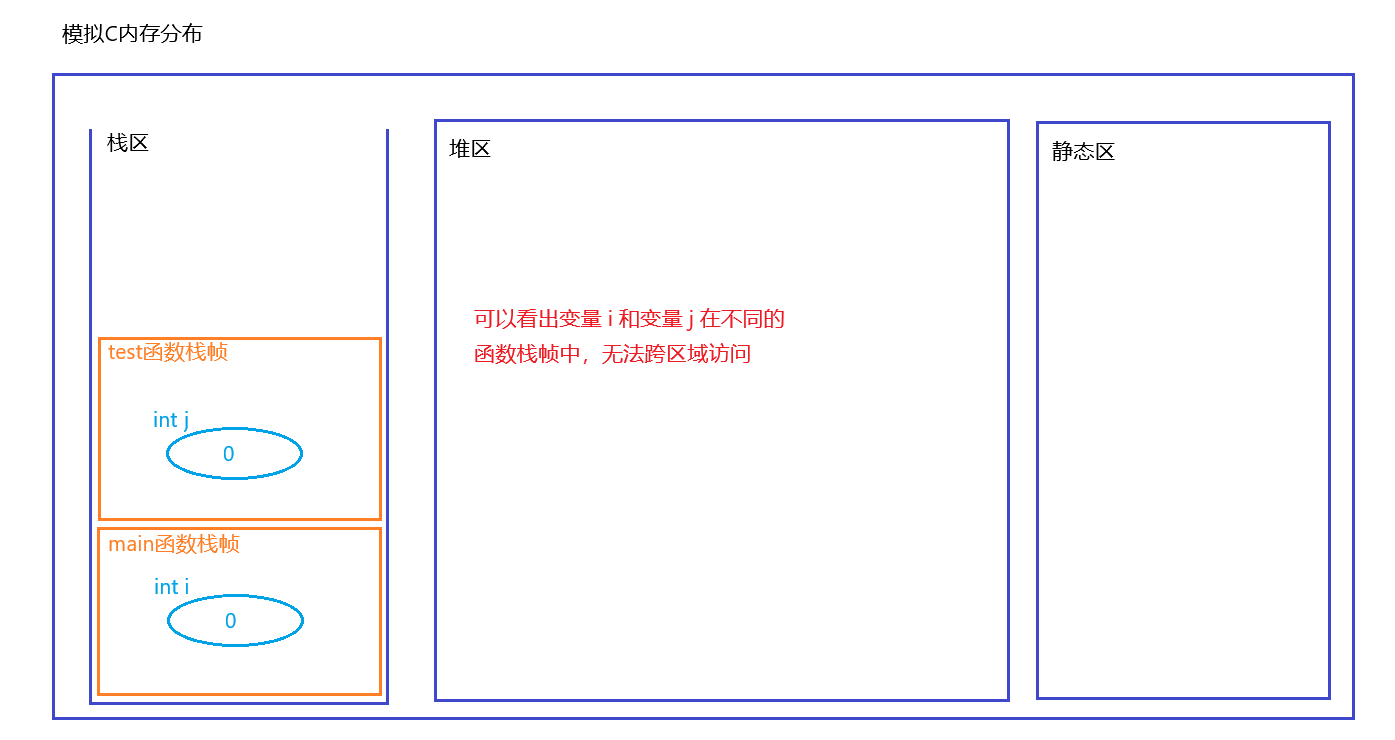 模拟C内存分布
栈区
堆区
静态区
可以看出变量 i 和变量 j 在不同的
函数栈帧中，无法跨区域访问
test函数栈帧
int j
0
main函数栈帧
int i
0